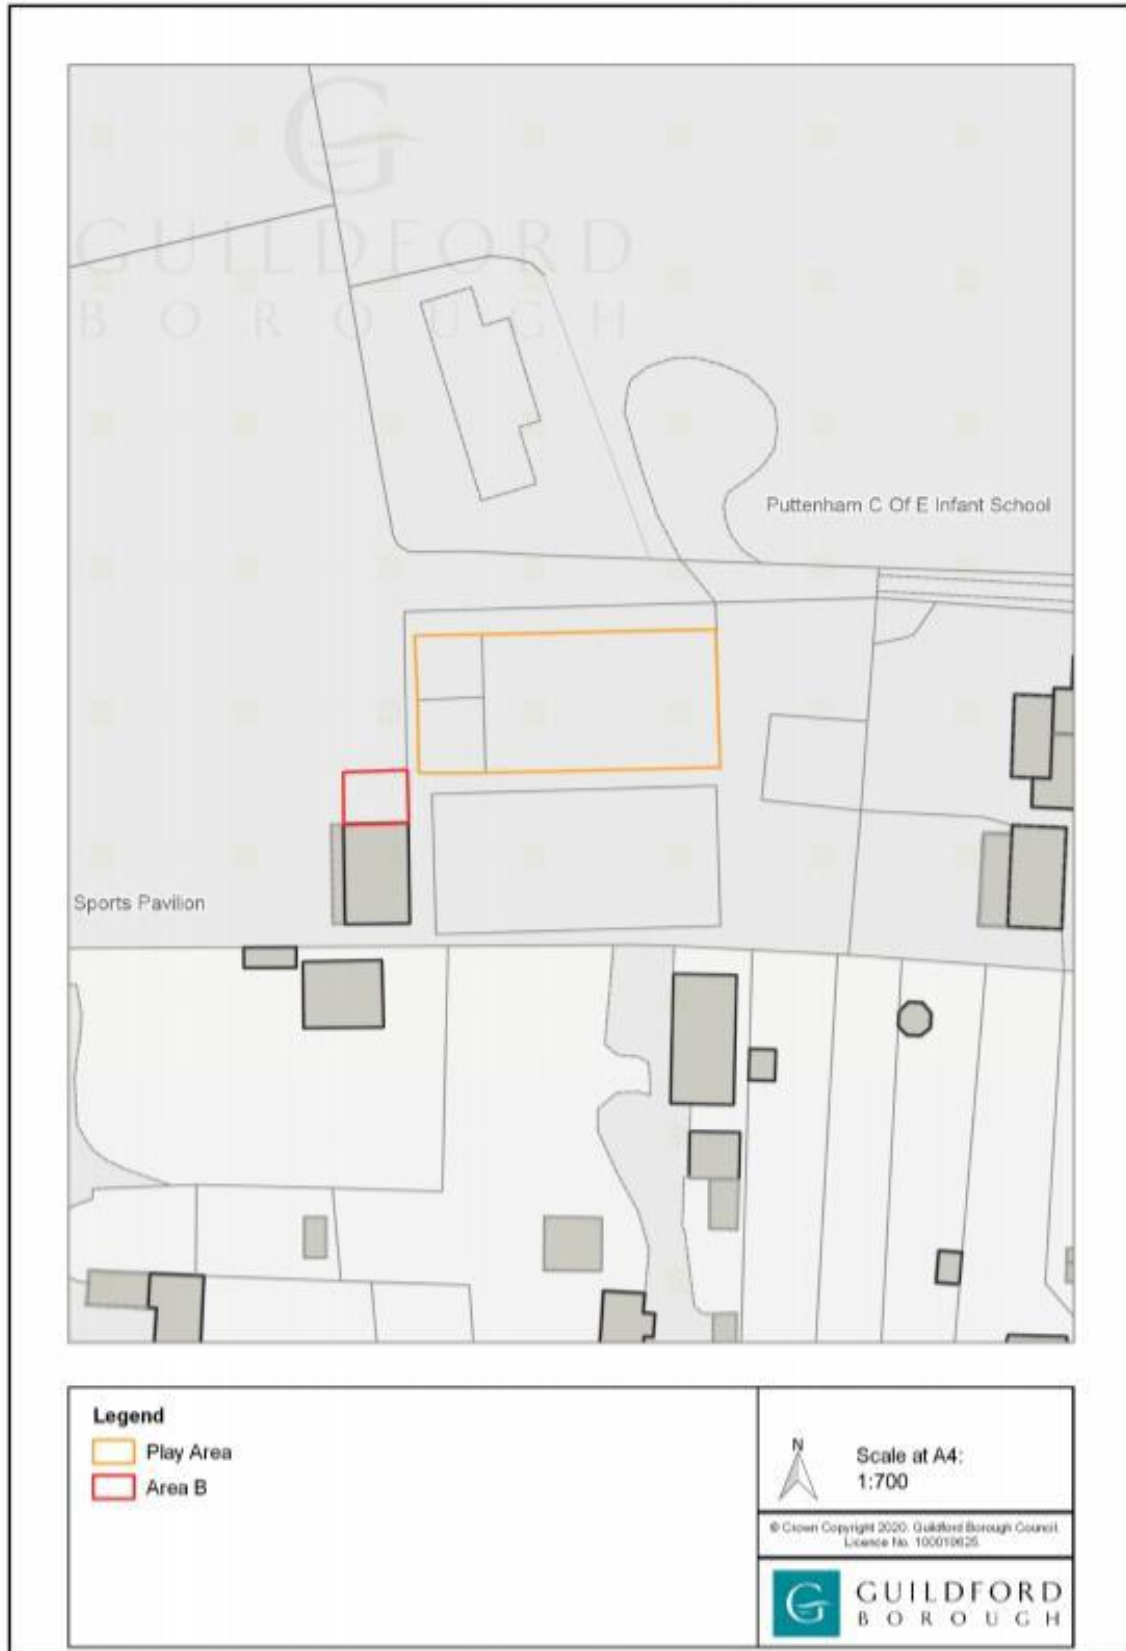 GUILDFORD
BOROUGH
Puttenham C Of E Infant School
Sports Pavilion
Legend
Play Area
Area B
N
Scale at A4:
1:700
© Crown Copyright 2020. Guildford Borough Council.
Licence No. 100019625.
G
GUILDFORD
BOROUGH